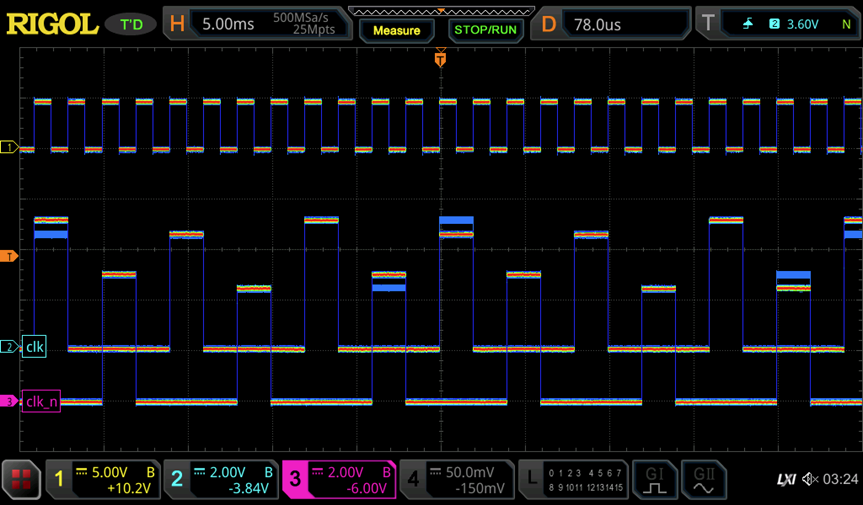 RIGOL T'D H 5.00ms 500MSa/s 25Mpts Measure STOP/RUN D 78.0us T 2 3.60V N
T
1
T
2 clk
3 clk_n
1 5.00V B +10.2V
2 2.00V B -3.84V
3 2.00V B -6.00V
4 50.0mV -150mV
L 0 1 2 3 4 5 6 7
8 9 10 11 12 13 14 15
GI GII
LXI 03:24